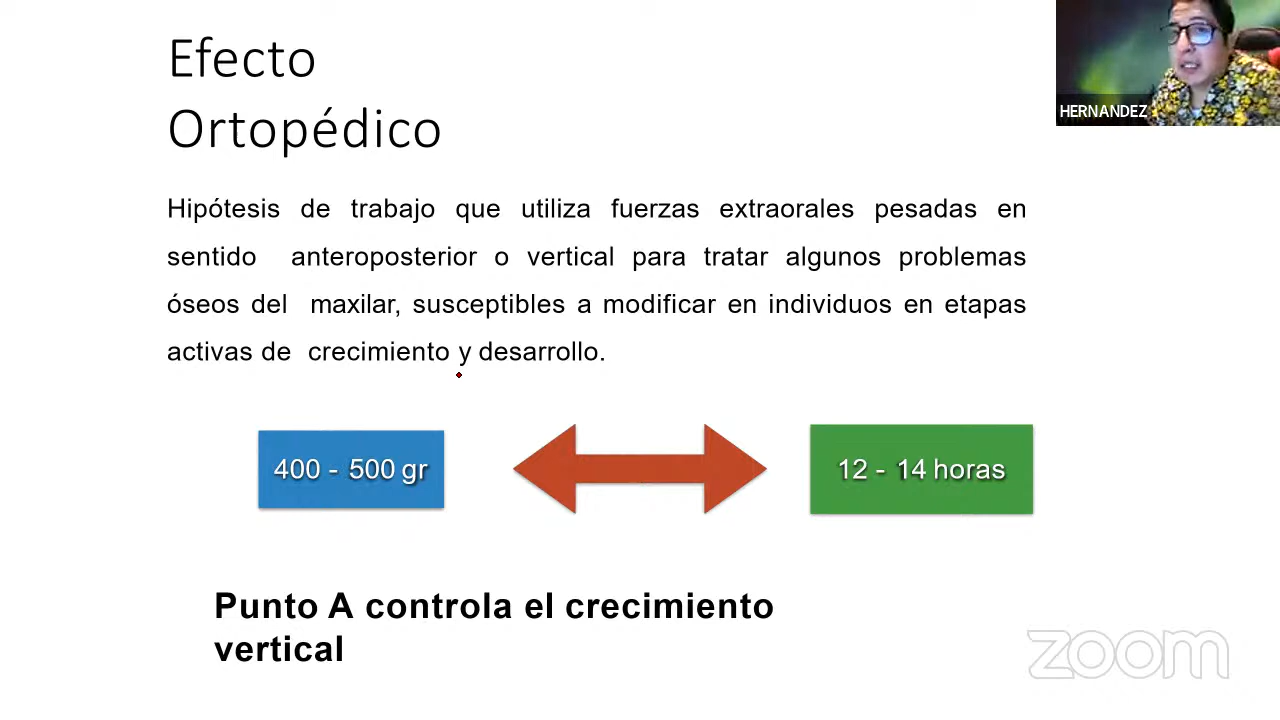 Efecto
Ortopédico
HERNANDEZ
Hipótesis de trabajo que utiliza fuerzas extraorales pesadas en
sentido anteroposterior o vertical para tratar algunos problemas
óseos del maxilar, susceptibles a modificar en individuos en etapas
activas de crecimiento y desarrollo.
400 - 500 gr
12 - 14 horas
Punto A controla el crecimiento
vertical
zoom